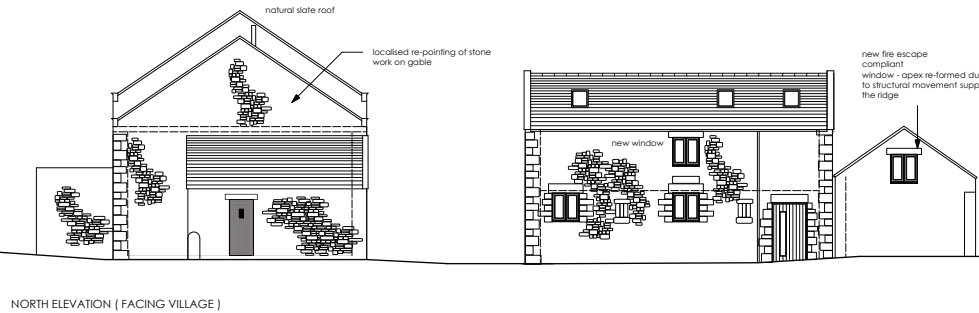 natural slate roof
localised re-pointing of stone
work on gable
new fire escape
compliant
window - apex re-formed du
to structural movement supp
the ridge
new window
NORTH ELEVATION ( FACING VILLAGE )